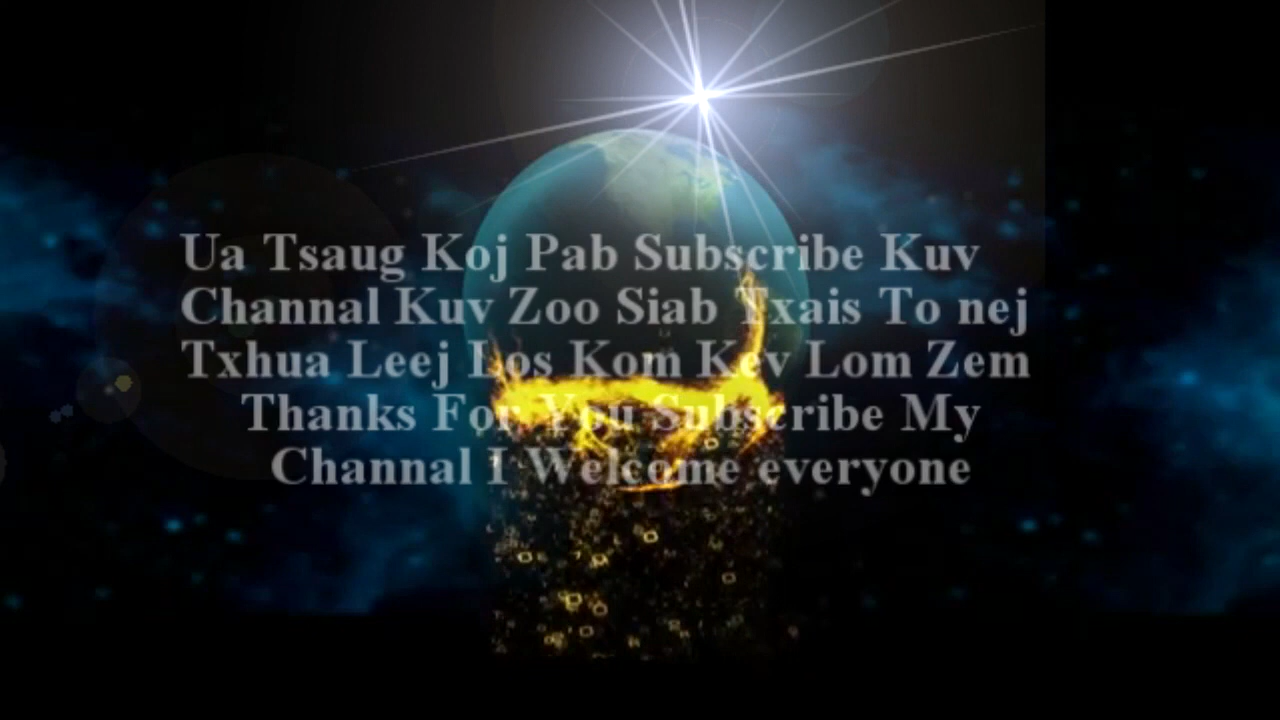 Ua Tsaug Koj Pab Subscribe Kuv
Channal Kuv Zoo Siab Txais To nej
Txhua Leej Los Kom Kev Lom Zem
Thanks For You Subscribe My
Channal I Welcome everyone